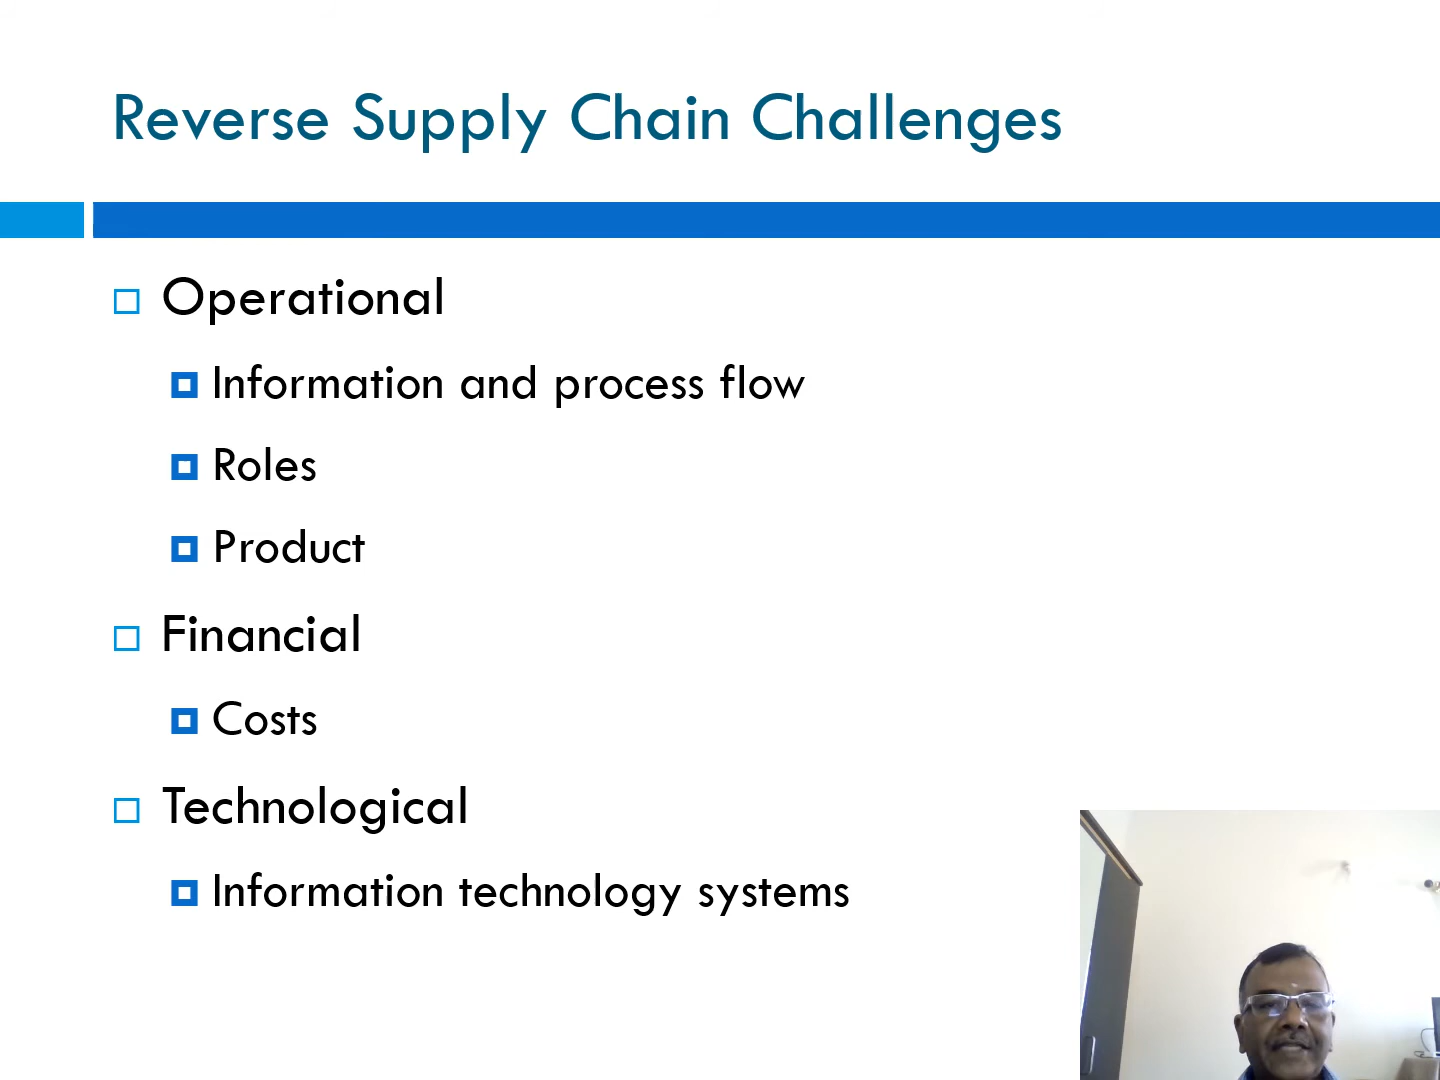 Reverse Supply Chain Challenges
Operational
Information and process flow
Roles
Product
Financial
Costs
Technological
Information technology systems